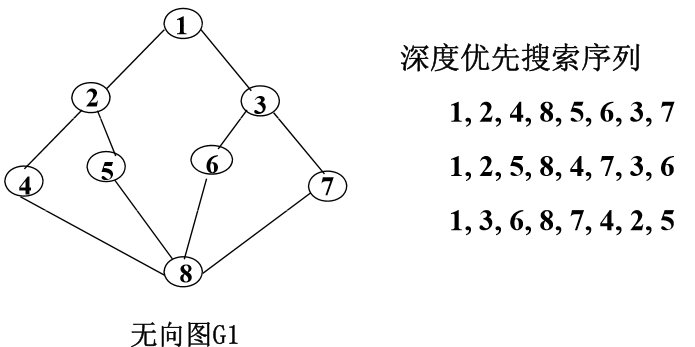 1
2
3
4
5
6
7
8
无向图G1
深度优先搜索序列
1, 2, 4, 8, 5, 6, 3, 7
1, 2, 5, 8, 4, 7, 3, 6
1, 3, 6, 8, 7, 4, 2, 5